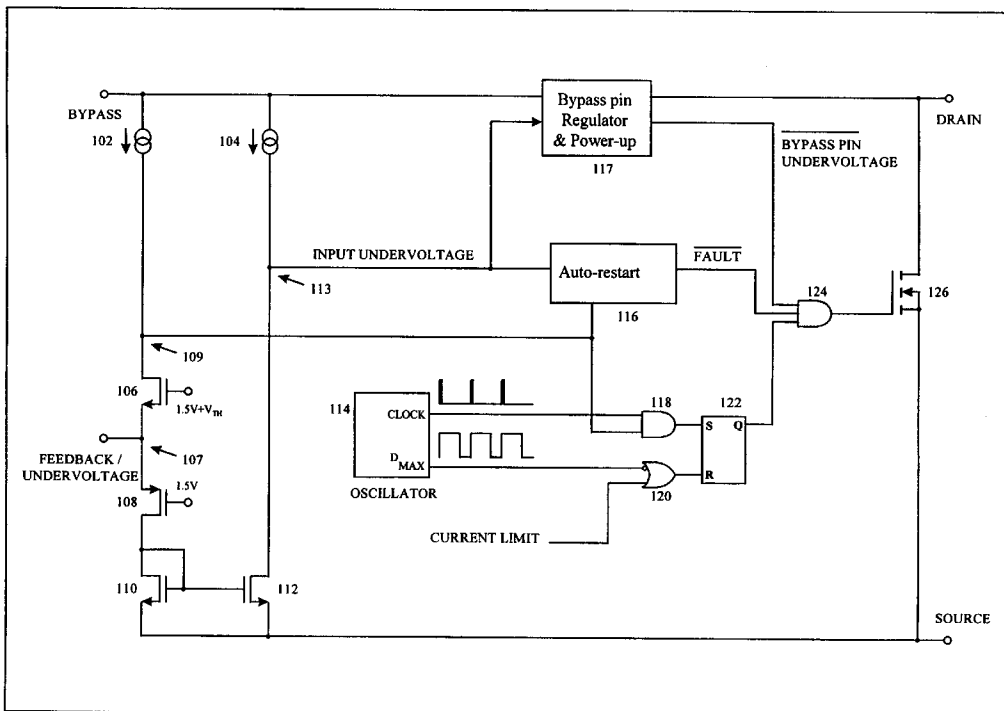 BYPASS
102
104
Bypass pin
Regulator
& Power-up
117
DRAIN
BYPASS PIN
UNDERVOLTAGE
INPUT UNDERVOLTAGE
113
Auto-restart
116
FAULT
124
126
109
106
1.5V+VTH
107
FEEDBACK /
UNDERVOLTAGE
1.5V
108
114
CLOCK
DMAX
OSCILLATOR
118
122
S Q
R
120
CURRENT LIMIT
110
112
SOURCE